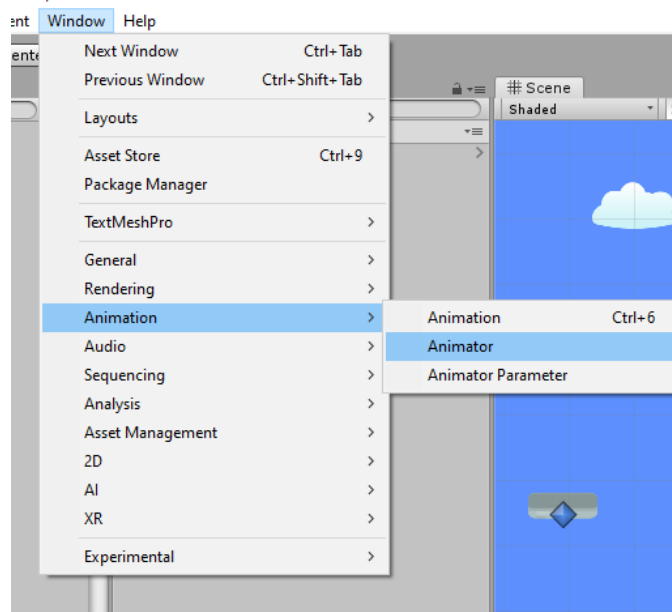 ent Window Help
ente
Next Window Ctrl+Tab
Previous Window Ctrl+Shift+Tab
Layouts
Asset Store Ctrl+9
Package Manager
TextMeshPro
General
Rendering
Animation
Audio
Sequencing
Analysis
Asset Management
2D
AI
XR
Experimental
Animation Ctrl+6
Animator
Animator Parameter
# Scene
Shaded